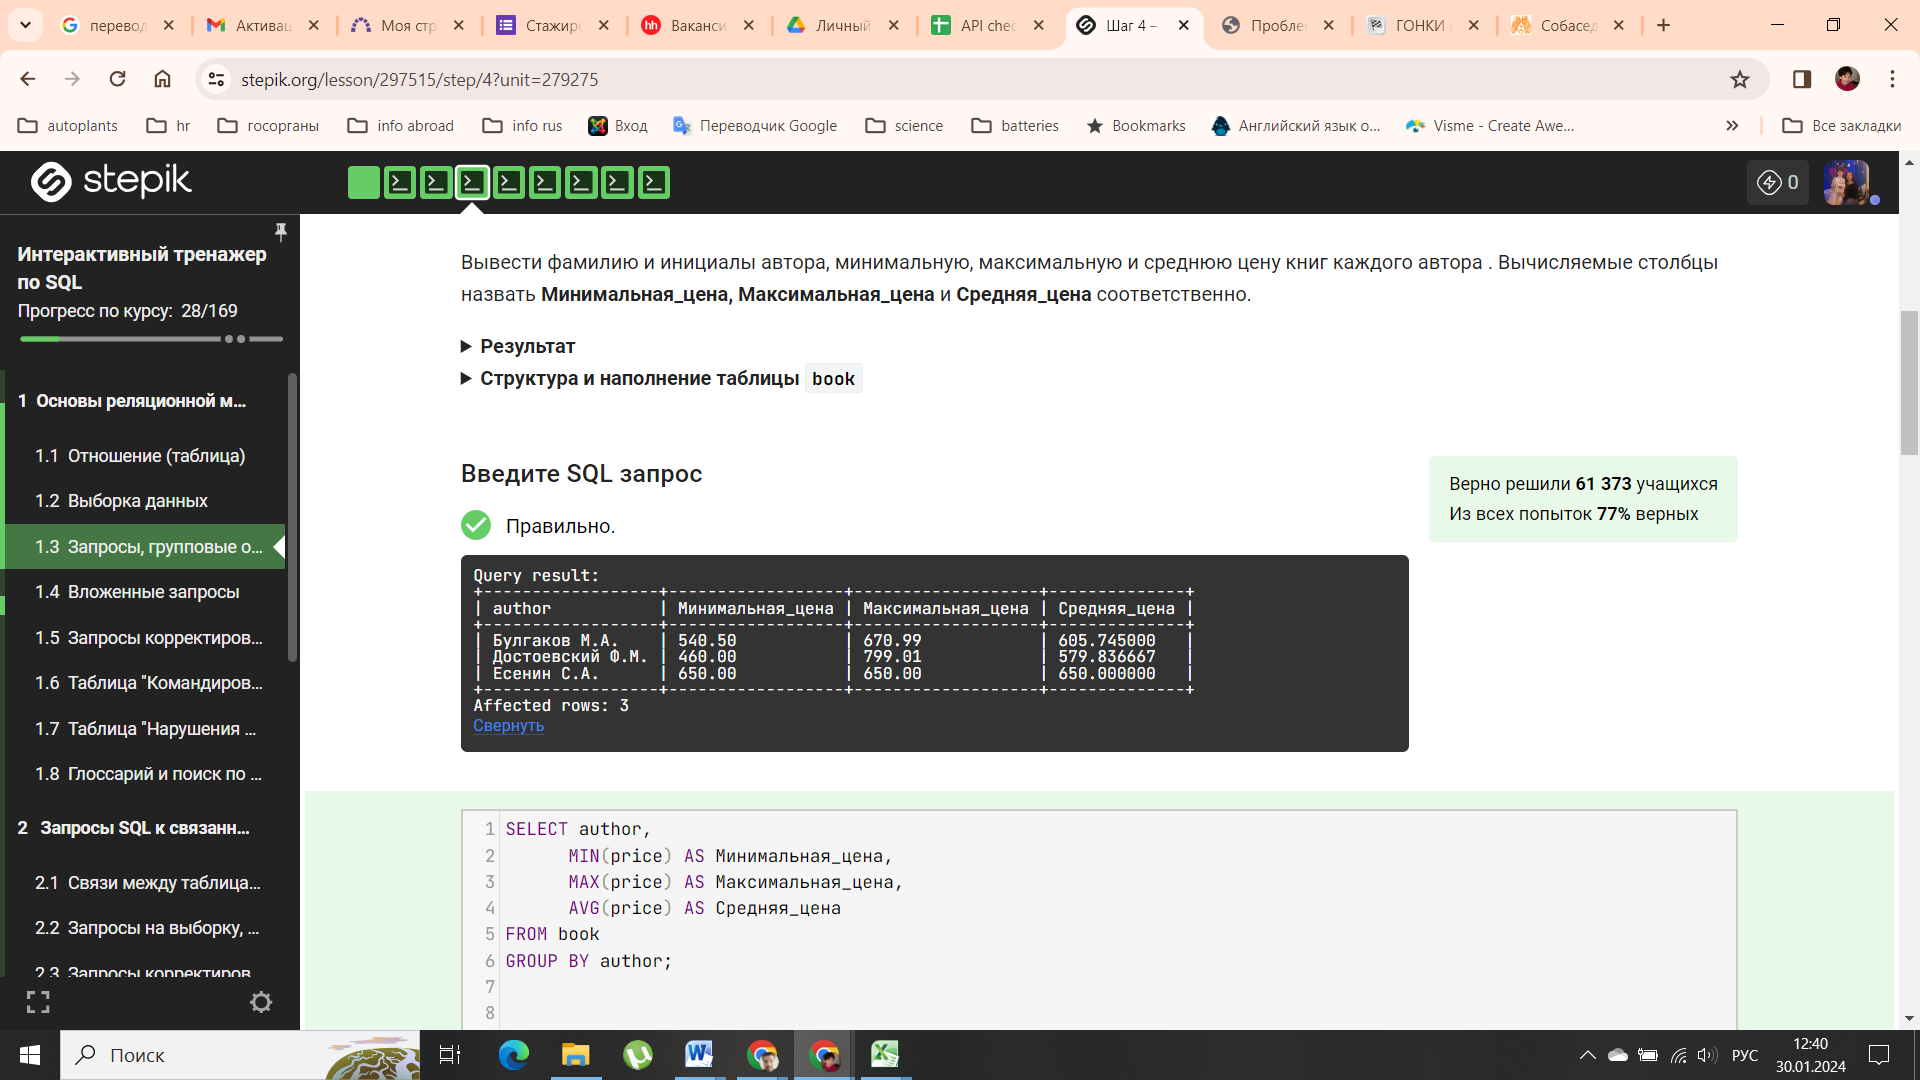 перевод
Активац
Моя стр
Стажиро
Ваканси
Личный
API chec
Шаг 4 –
Проблем
ГОНКИ
Собасед
stepik.org/lesson/297515/step/4?unit=279275
autoplants
hr
госорганы
info abroad
info rus
Вход
Переводчик Google
science
batteries
Bookmarks
Английский язык о...
Visme - Create Awe...
Все закладки
stepik
0
Интерактивный тренажер
по SQL
Прогресс по курсу: 28/169
1 Основы реляционной м...
1.1 Отношение (таблица)
1.2 Выборка данных
1.3 Запросы, групповые о...
1.4 Вложенные запросы
1.5 Запросы корректиров...
1.6 Таблица "Командиров...
1.7 Таблица "Нарушения ...
1.8 Глоссарий и поиск по ...
2 Запросы SQL к связанн...
2.1 Связи между таблица...
2.2 Запросы на выборку, ...
2.3 Запросы корректиров
Вывести фамилию и инициалы автора, минимальную, максимальную и среднюю цену книг каждого автора . Вычисляемые столбцы
назвать Минимальная_цена, Максимальная_цена и Средняя_цена соответственно.
Результат
Структура и наполнение таблицы book
Введите SQL запрос
Правильно.
Верно решили 61 373 учащихся
Из всех попыток 77% верных
Query result:
+------------------+------------------+-------------------+--------------+
| author           | Минимальная_цена | Максимальная_цена | Средняя_цена |
+------------------+------------------+-------------------+--------------+
| Булгаков М.А.    | 540.50           | 670.99            | 605.745000   |
| Достоевский Ф.М. | 460.00           | 799.01            | 579.836667   |
| Есенин С.А.      | 650.00           | 650.00            | 650.000000   |
+------------------+------------------+-------------------+--------------+
Affected rows: 3
Свернуть
1 SELECT author,
2 MIN(price) AS Минимальная_цена,
3 MAX(price) AS Максимальная_цена,
4 AVG(price) AS Средняя_цена
5 FROM book
6 GROUP BY author;
7
8
Поиск
РУС
12:40
30.01.2024